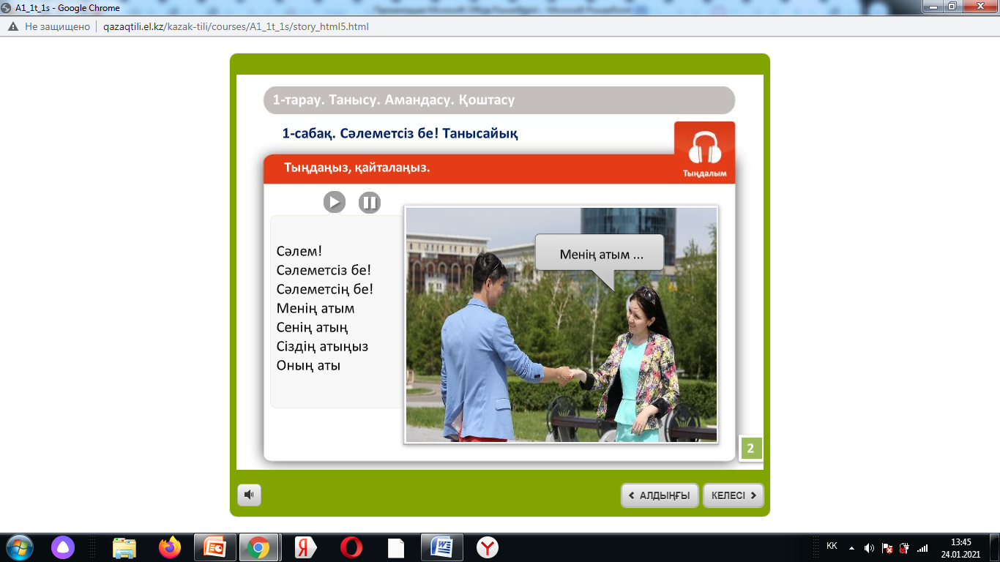 A1_1t_1s - Google Chrome
Не защищено
qazaqtili.el.kz/kazak-tili/courses/A1_1t_1s/story_html5.html
1-тарау. Танысу. Амандасу. Қоштасу
1-сабақ. Сәлеметсіз бе! Танысайық
Тыңдаңыз, қайталаңыз.
Тыңдалым
Сәлем!
Сәлеметсіз бе!
Сәлеметсің бе!
Менің атым
Сенің атың
Сіздің атыңыз
Оның аты
Менің атым ...
2
АЛДЫҢҒЫ
КЕЛЕСІ
KK
13:45
24.01.2021